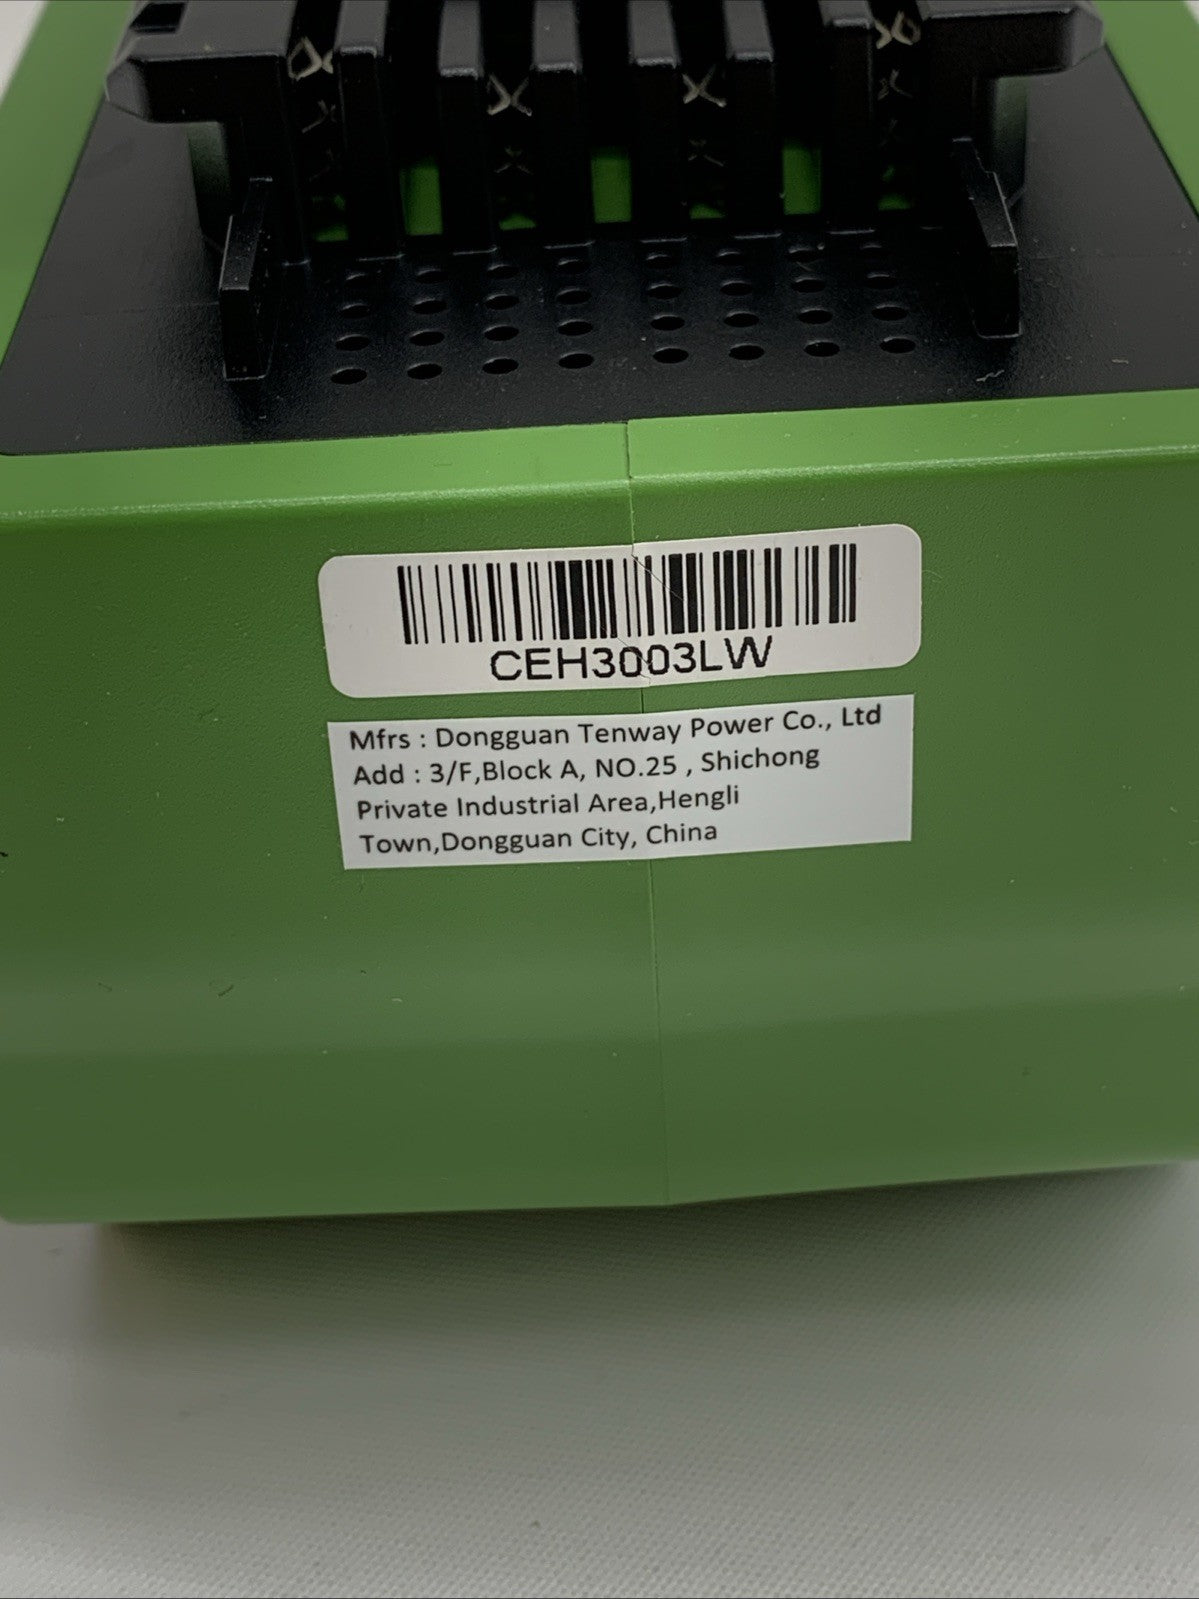 CEH3003LW
Mfrs : Dongguan Tenway Power Co., Ltd
Add : 3/F,Block A, NO.25 , Shichong
Private Industrial Area,Hengli
Town,Dongguan City, China